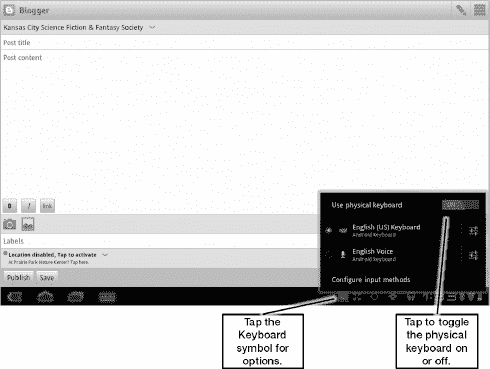 Blogger
Kansas City Science Fiction & Fantasy Society
Post title
Post content
B I link
Use physical keyboard
English (US) Keyboard
Android Keyboard
English Voice
Android Keyboard
Configure input methods
Labels
Location disabled, Tap to activate
At Prairie Park Nature Center? Tap here.
Publish Save
Tap the
Keyboard
symbol for
options.
Tap to toggle
the physical
keyboard on
or off.